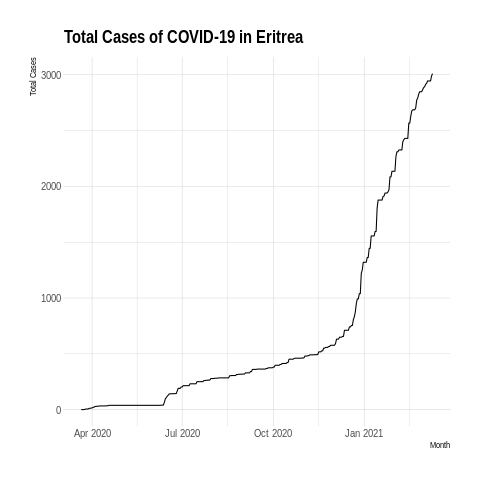 Total Cases of COVID-19 in Eritrea
Total Cases
3000
2000
1000
0
Apr 2020 Jul 2020 Oct 2020 Jan 2021
Month